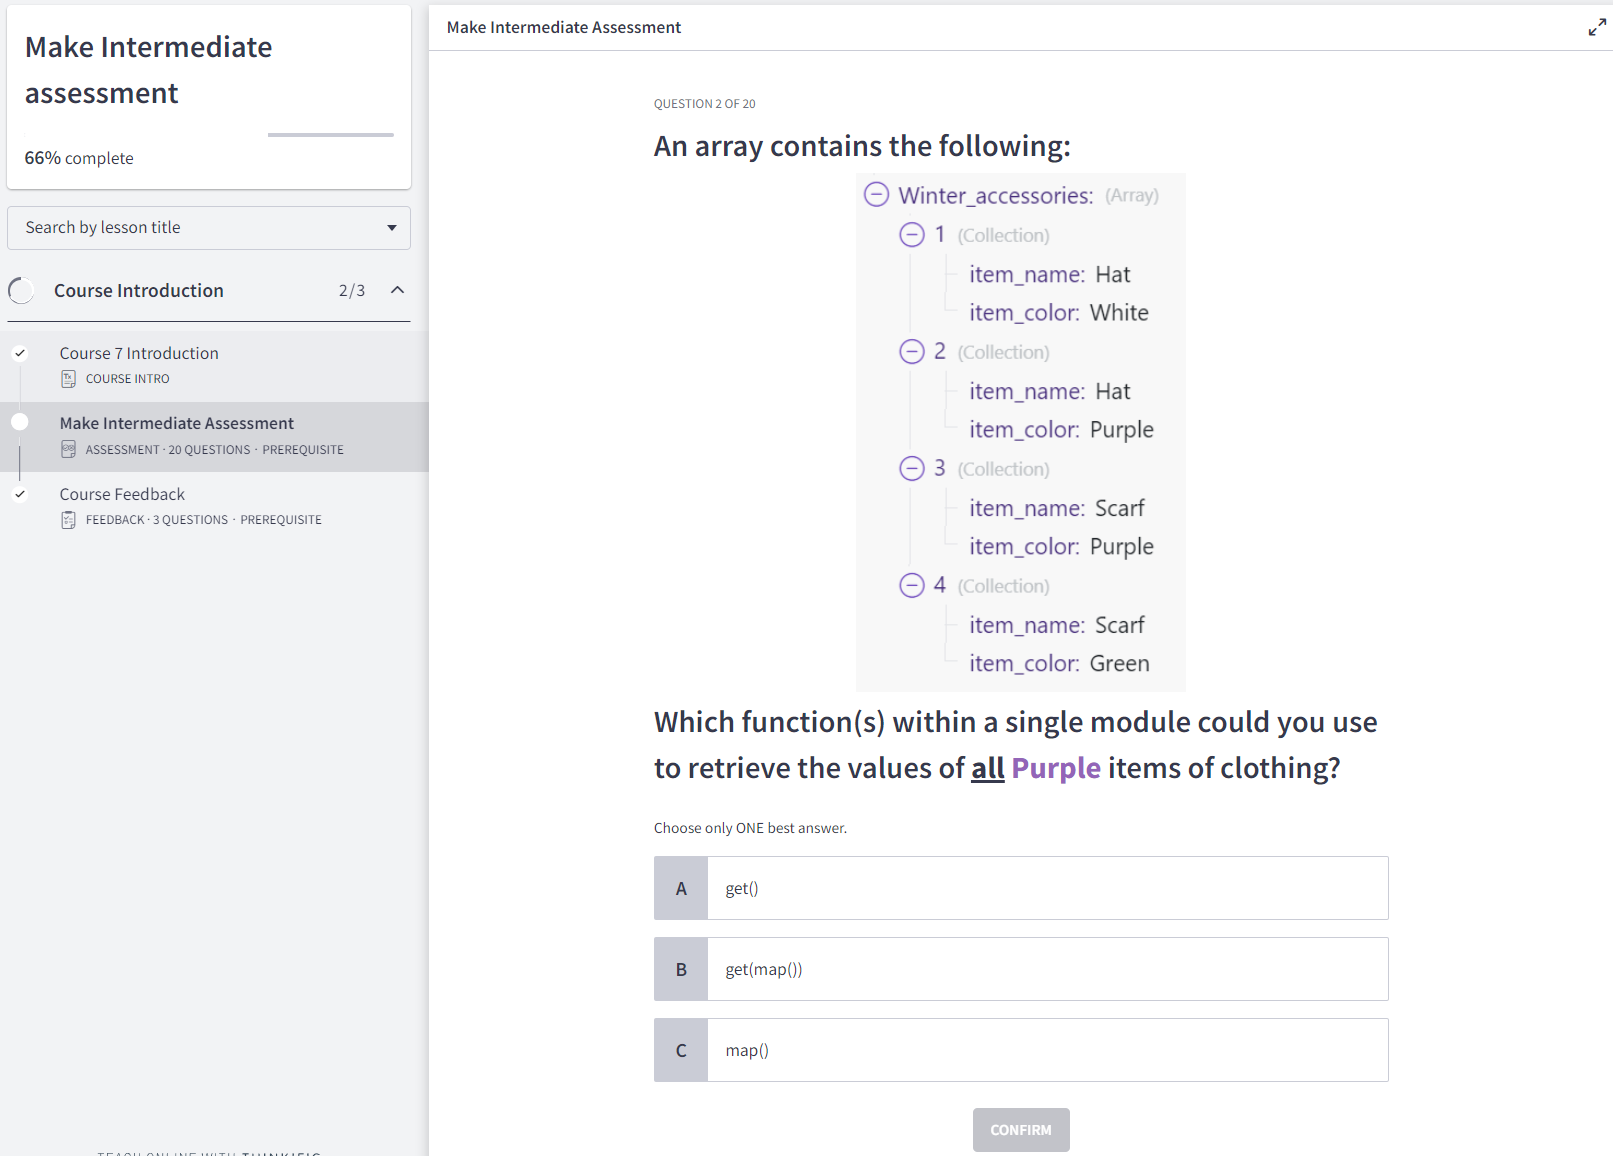 Make Intermediate
assessment
66% complete
Search by lesson title
Course Introduction 2/3
Course 7 Introduction
COURSE INTRO
Make Intermediate Assessment
ASSESSMENT · 20 QUESTIONS · PREREQUISITE
Course Feedback
FEEDBACK · 3 QUESTIONS · PREREQUISITE
TEACH ONLINE WITH THINKIFIC
Make Intermediate Assessment
QUESTION 2 OF 20
An array contains the following:
Winter_accessories: (Array)
1 (Collection)
item_name: Hat
item_color: White
2 (Collection)
item_name: Hat
item_color: Purple
3 (Collection)
item_name: Scarf
item_color: Purple
4 (Collection)
item_name: Scarf
item_color: Green
Which function(s) within a single module could you use
to retrieve the values of all Purple items of clothing?
Choose only ONE best answer.
A get()
B get(map())
C map()
CONFIRM